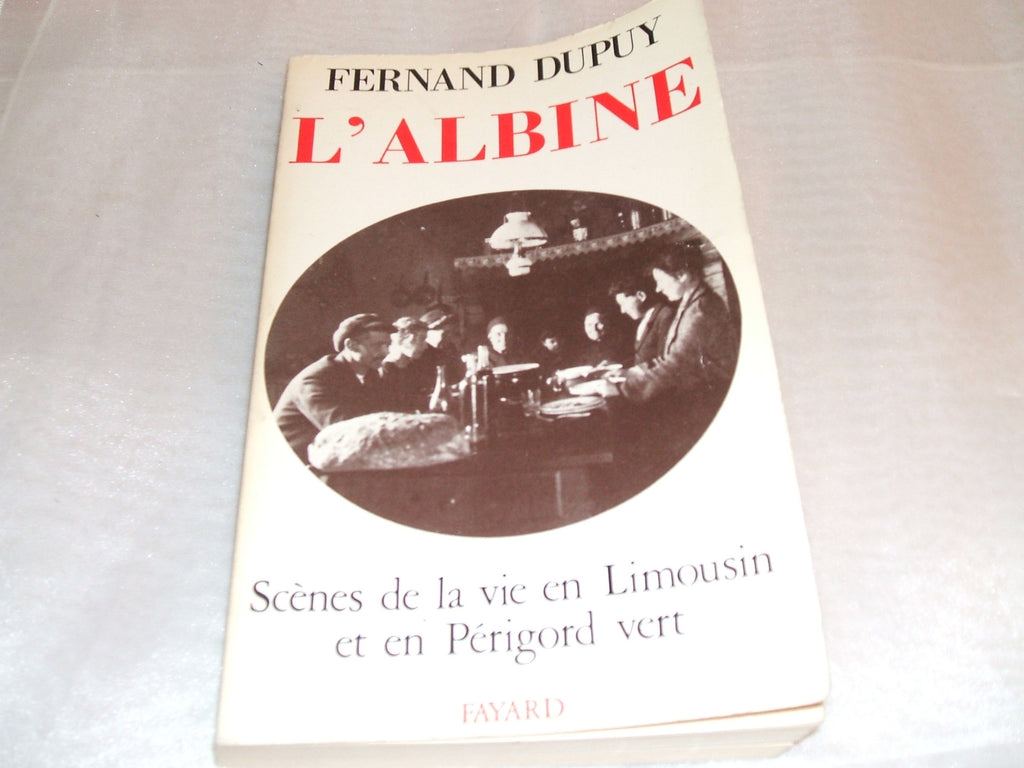 FERNAND DUPUY
L'ALBINE
Scènes de la vie en Limousin
et en Périgord vert
FAYARD